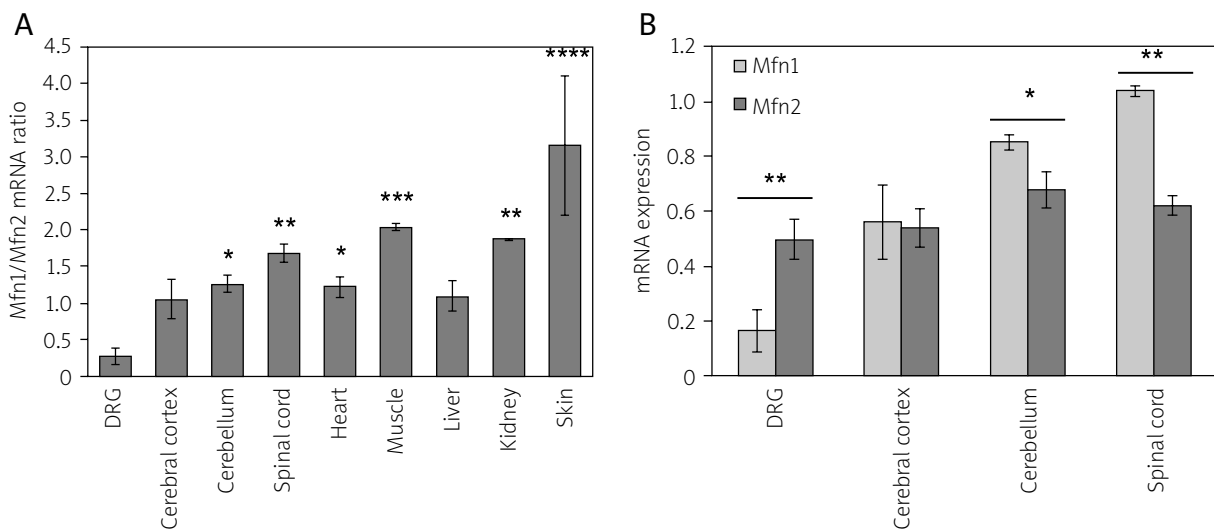 A
Mfn1/Mfn2 mRNA ratio
4.5
4.0
3.5
3.0
2.5
2.0
1.5
1.0
0.5
0
*
**
*
***
**
****
DRG
Cerebral cortex
Cerebellum
Spinal cord
Heart
Muscle
Liver
Kidney
Skin
B
mRNA expression
1.2
1.0
0.8
0.6
0.4
0.2
0
Mfn1
Mfn2
**
*
**
DRG
Cerebral cortex
Cerebellum
Spinal cord